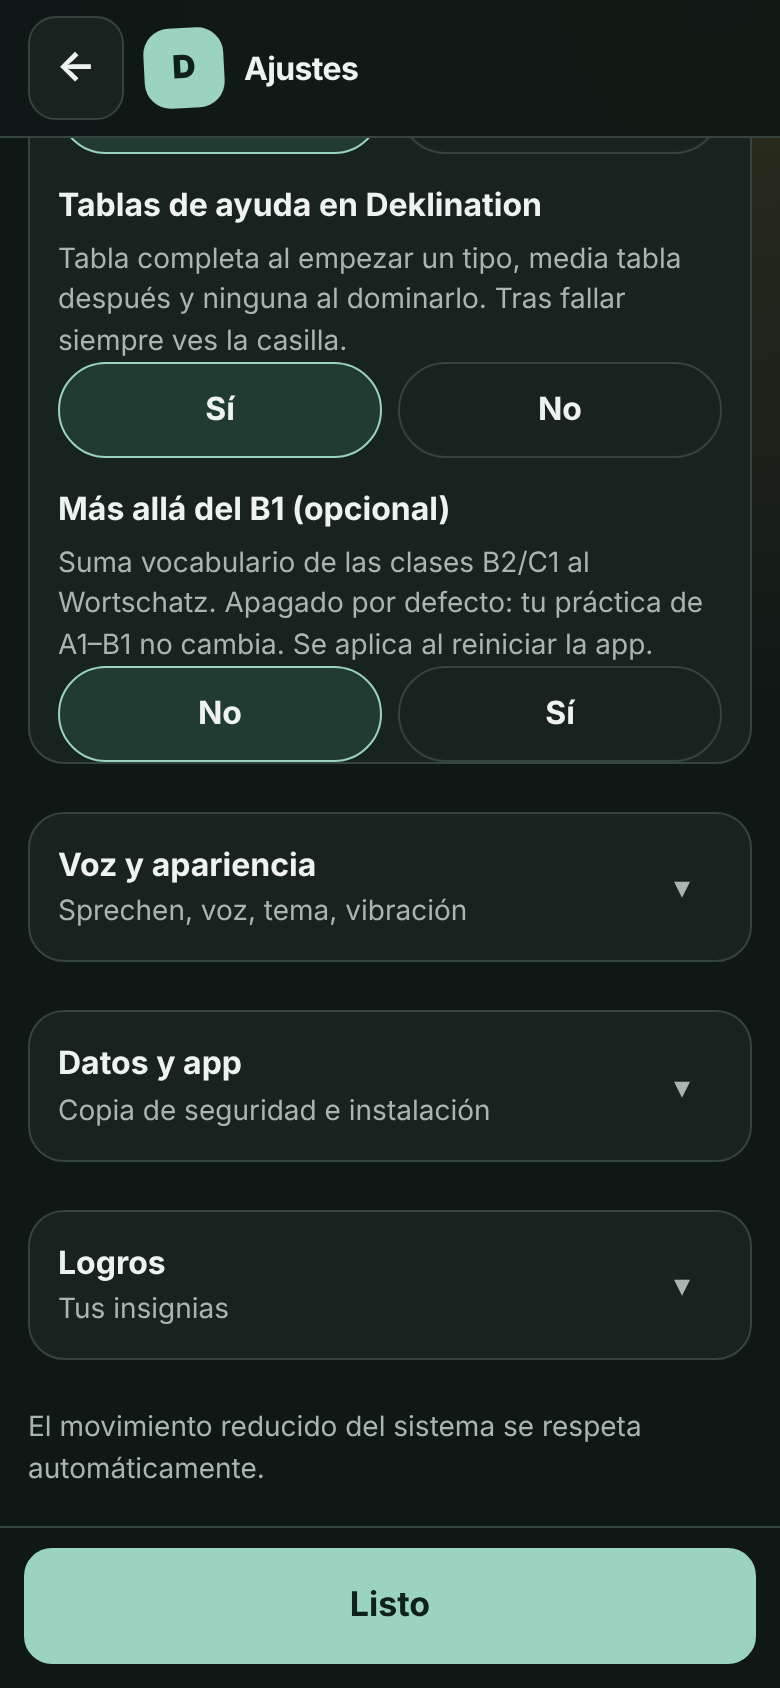 ←
D
Ajustes
Tablas de ayuda en Deklination
Tabla completa al empezar un tipo, media tabla
después y ninguna al dominarlo. Tras fallar
siempre ves la casilla.
Sí
No
Más allá del B1 (opcional)
Suma vocabulario de las clases B2/C1 al
Wortschatz. Apagado por defecto: tu práctica de
A1–B1 no cambia. Se aplica al reiniciar la app.
No
Sí
Voz y apariencia
Sprechen, voz, tema, vibración
Datos y app
Copia de seguridad e instalación
Logros
Tus insignias
El movimiento reducido del sistema se respeta
automáticamente.
Listo